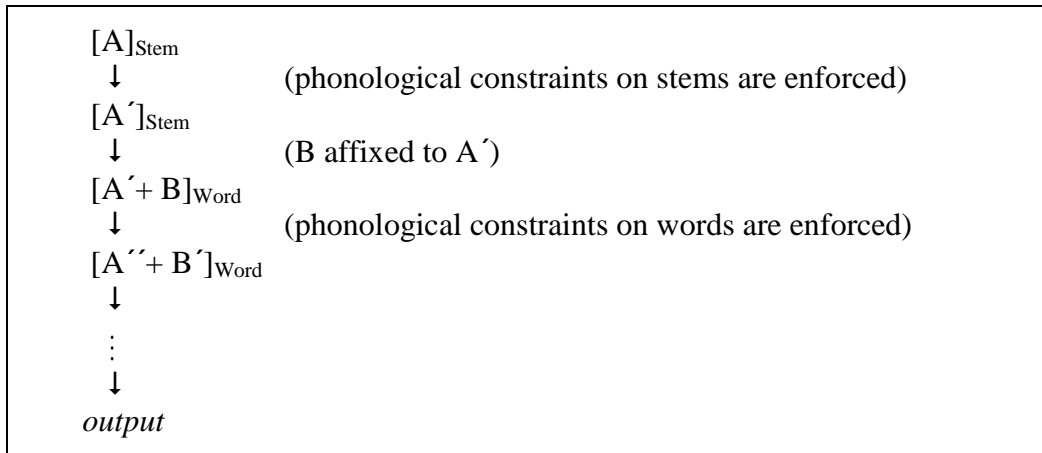 [A]Stem
↓ (phonological constraints on stems are enforced)
[A´]Stem
↓ (B affixed to A´)
[A´+ B]Word
↓ (phonological constraints on words are enforced)
[A´´+ B´]Word
↓
⋮
↓
output